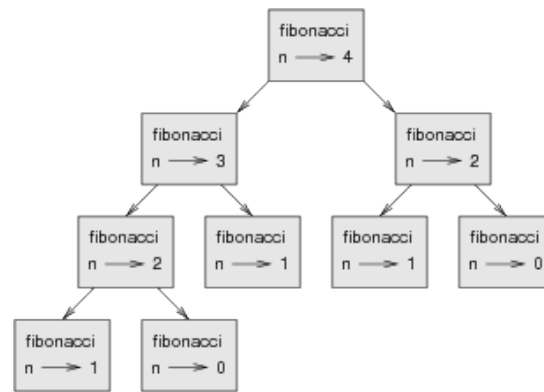 fibonacci
n → 4
fibonacci
n → 3
fibonacci
n → 2
fibonacci
n → 2
fibonacci
n → 1
fibonacci
n → 1
fibonacci
n → 0
fibonacci
n → 1
fibonacci
n → 0